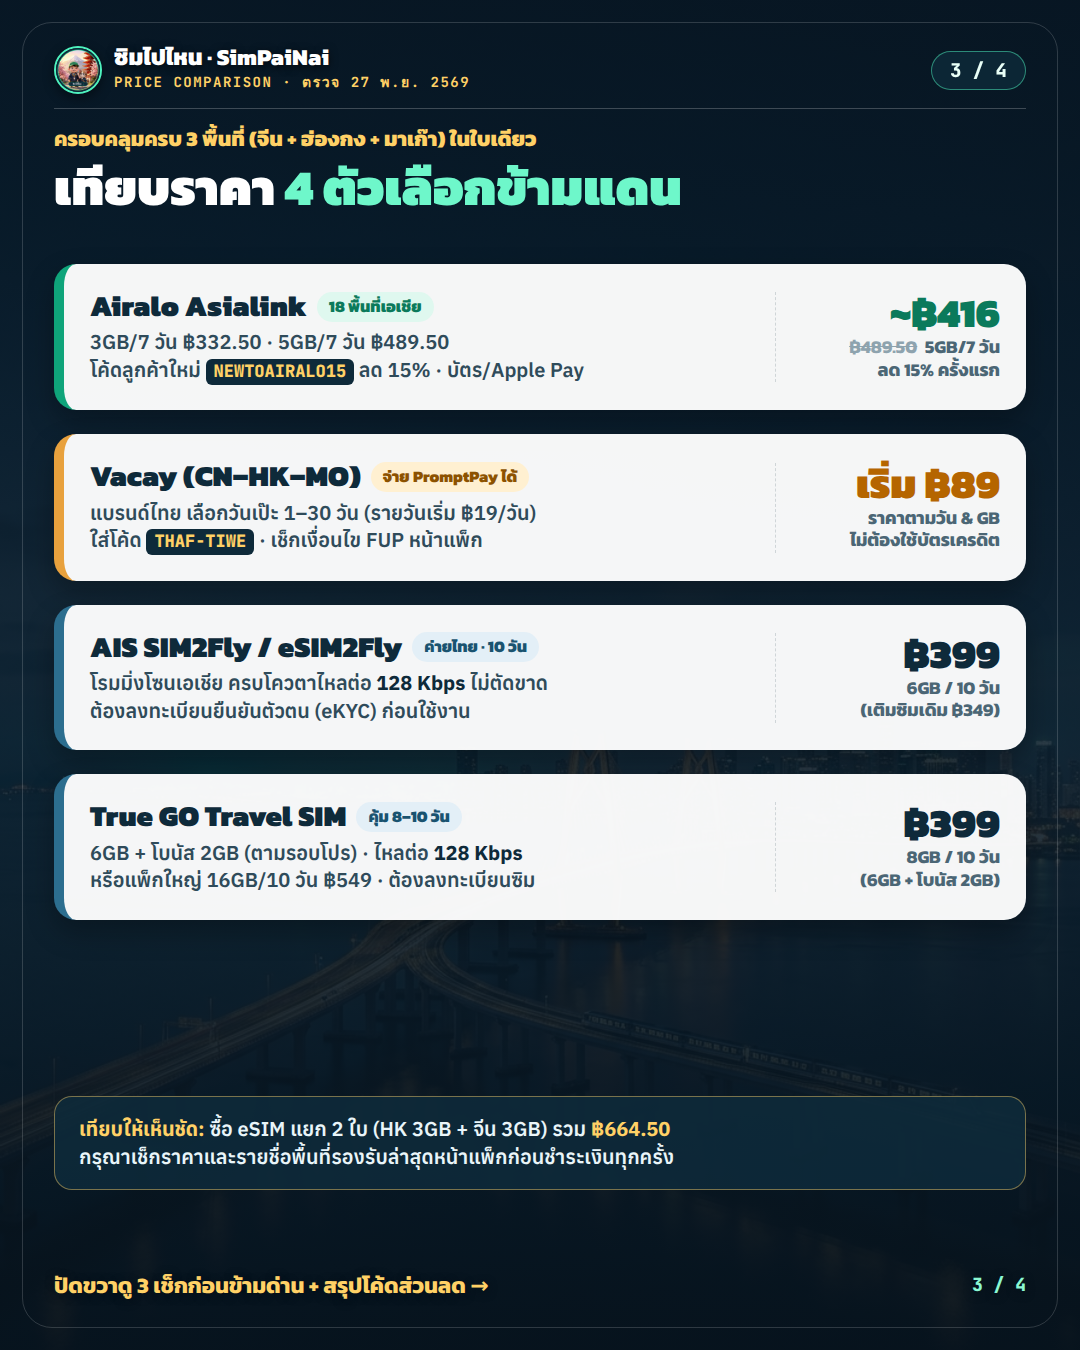 ซิมไปไหน · SimPaiNai
PRICE COMPARISON · ตรวจ 27 พ.ย. 2569
3 / 4
ครอบคลุมครบ 3 พื้นที่ (จีน + ฮ่องกง + มาเก๊า) ในใบเดียว
เทียบราคา 4 ตัวเลือกข้ามแดน
Airalo Asialink 18 พื้นที่เอเชีย
3GB/7 วัน ฿332.50 · 5GB/7 วัน ฿489.50
โค้ดลูกค้าใหม่ NEWTOAIRALO15 ลด 15% · บัตร/Apple Pay
~฿416
฿489.50 5GB/7 วัน
ลด 15% ครั้งแรก
Vacay (CN–HK–MO) จ่าย PromptPay ได้
แบรนด์ไทย เลือกวันเป๊ะ 1–30 วัน (รายวันเริ่ม ฿19/วัน)
ใส่โค้ด THAF-TIWE · เช็กเงื่อนไข FUP หน้าแพ็ก
เริ่ม ฿89
ราคาตามวัน & GB
ไม่ต้องใช้บัตรเครดิต
AIS SIM2Fly / eSIM2Fly ค่ายไทย · 10 วัน
โรมมิ่งโซนเอเชีย ครบโควตาไหลต่อ 128 Kbps ไม่ตัดขาด
ต้องลงทะเบียนยืนยันตัวตน (eKYC) ก่อนใช้งาน
฿399
6GB / 10 วัน
(เติมซิมเดิม ฿349)
True GO Travel SIM คุ้ม 8–10 วัน
6GB + โบนัส 2GB (ตามรอบโปร) · ไหลต่อ 128 Kbps
หรือแพ็กใหญ่ 16GB/10 วัน ฿549 · ต้องลงทะเบียนซิม
฿399
8GB / 10 วัน
(6GB + โบนัส 2GB)
เทียบให้เห็นชัด: ซื้อ eSIM แยก 2 ใบ (HK 3GB + จีน 3GB) รวม ฿664.50
กรุณาเช็กราคาและรายชื่อพื้นที่รองรับล่าสุดหน้าแพ็กก่อนชำระเงินทุกครั้ง
ปัดขวาดู 3 เช็กก่อนข้ามด่าน + สรุปโค้ดส่วนลด →
3 / 4